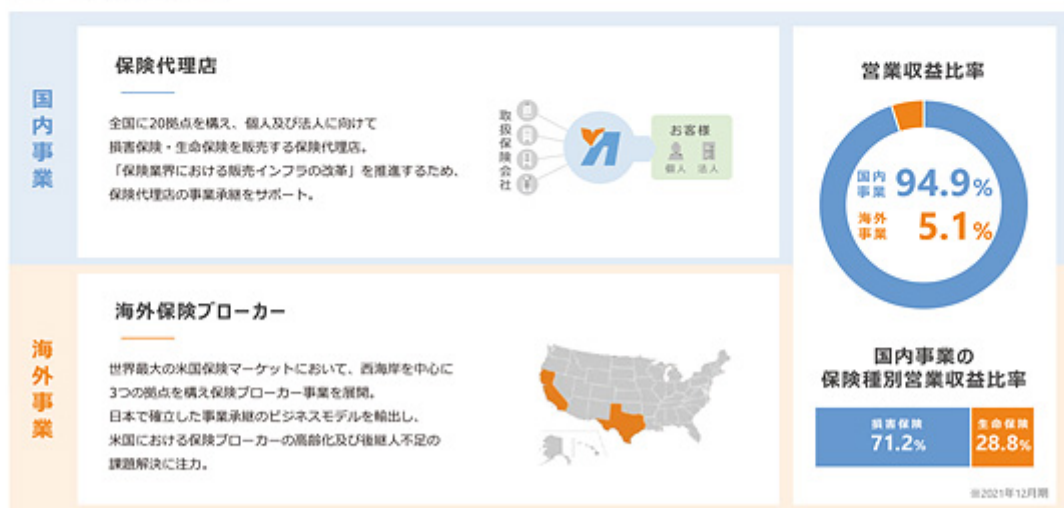 国内事業
保険代理店
全国に20拠点を構え、個人及び法人に向けて
損害保険・生命保険を販売する保険代理店。
「保険業界における販売インフラの改革」を推進するため、
保険代理店の事業承継をサポート。
取扱保険会社
お客様
個人 法人
海外事業
海外保険ブローカー
世界最大の米国保険マーケットにおいて、西海岸を中心に
3つの拠点を構え保険ブローカー事業を展開。
日本で確立した事業承継のビジネスモデルを輸出し、
米国における保険ブローカーの高齢化及び後継人不足の
課題解決に注力。
営業収益比率
国内事業 94.9%
海外事業 5.1%
国内事業の
保険種別営業収益比率
損害保険 生命保険
71.2% 28.8%
※2021年12月期